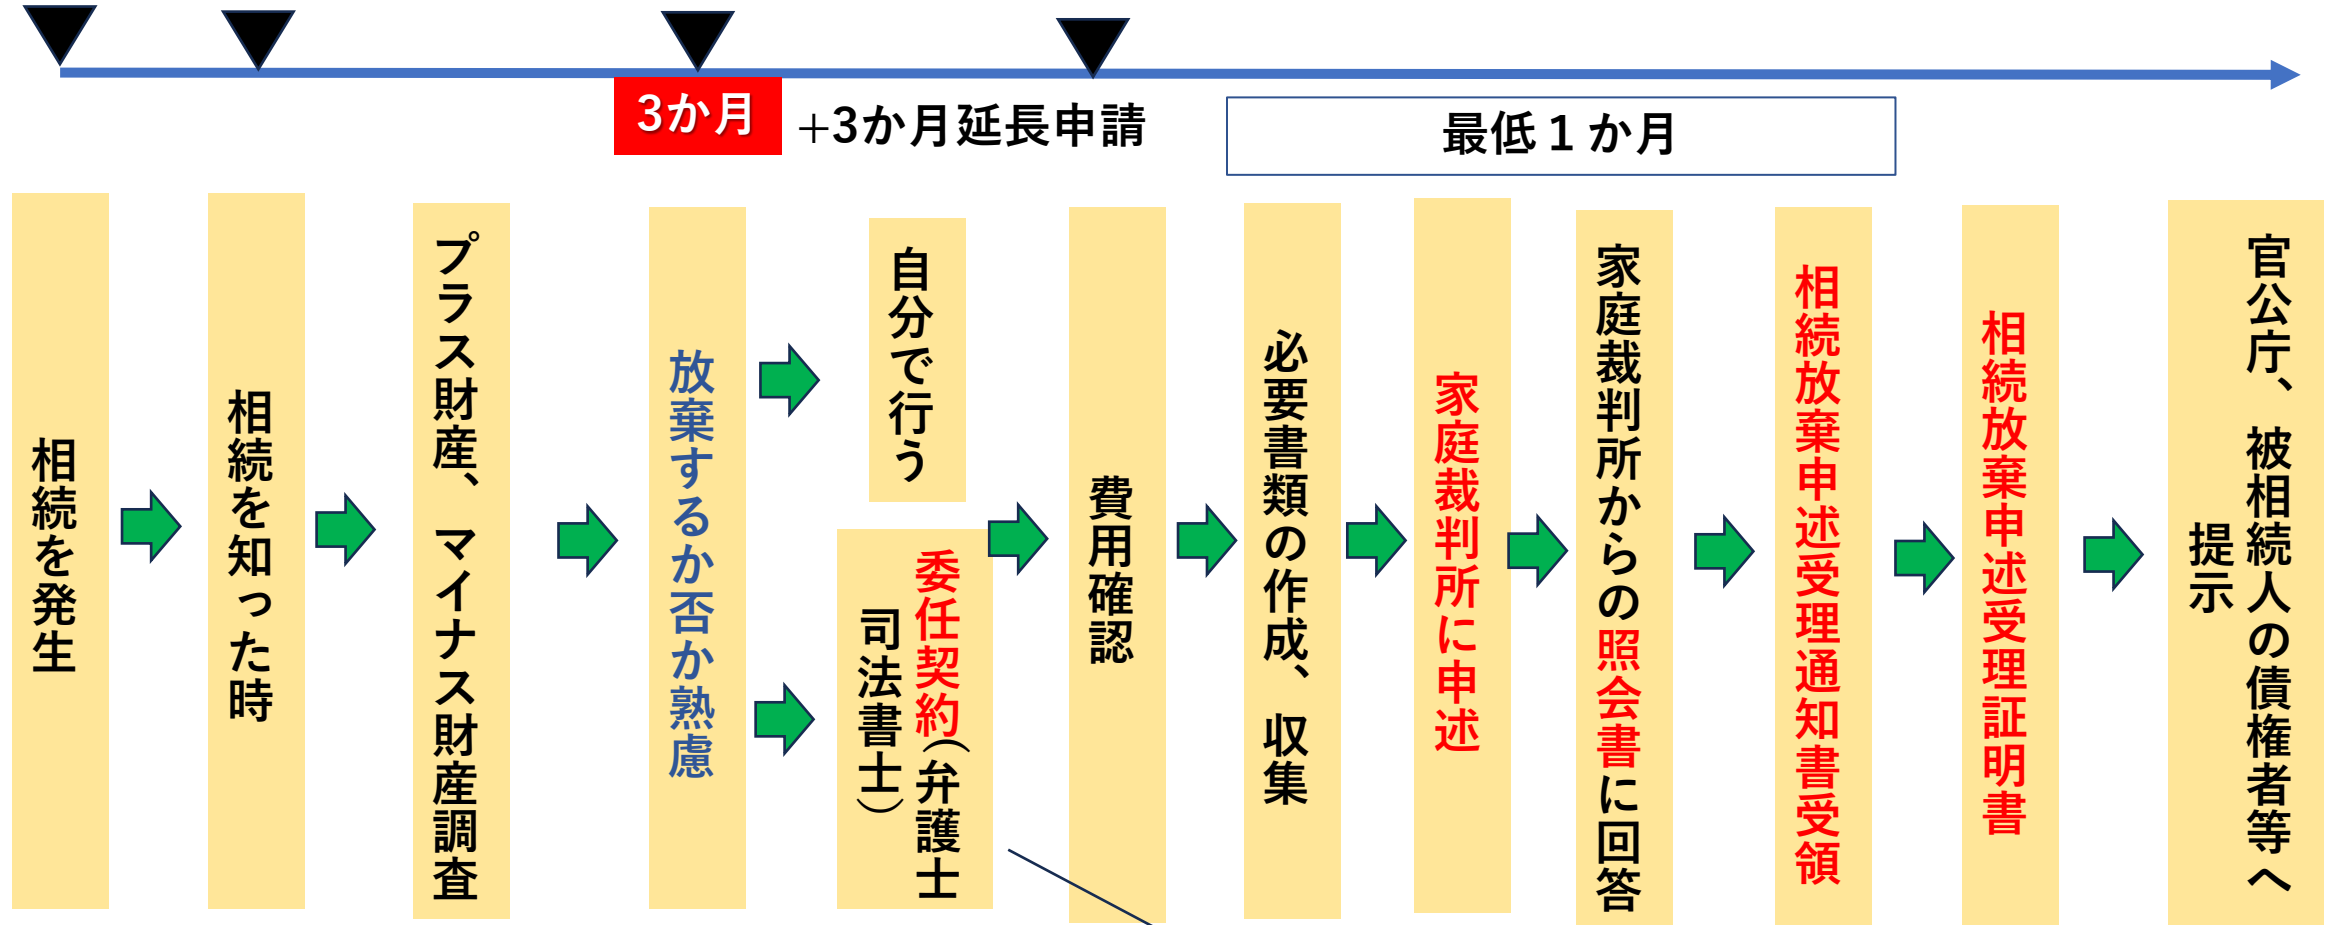 3か月
+3か月延長申請
最低１か月
相続を発生
相続を知った時
プラス財産、マイナス財産調査
放棄するか否か熟慮
自分で行う
委任契約（弁護士
司法書士）
費用確認
必要書類の作成、収集
家庭裁判所に申述
家庭裁判所からの照会書に回答
相続放棄申述受理通知書受領
相続放棄申述受理証明書
官公庁、被相続人の債権者等へ
提示